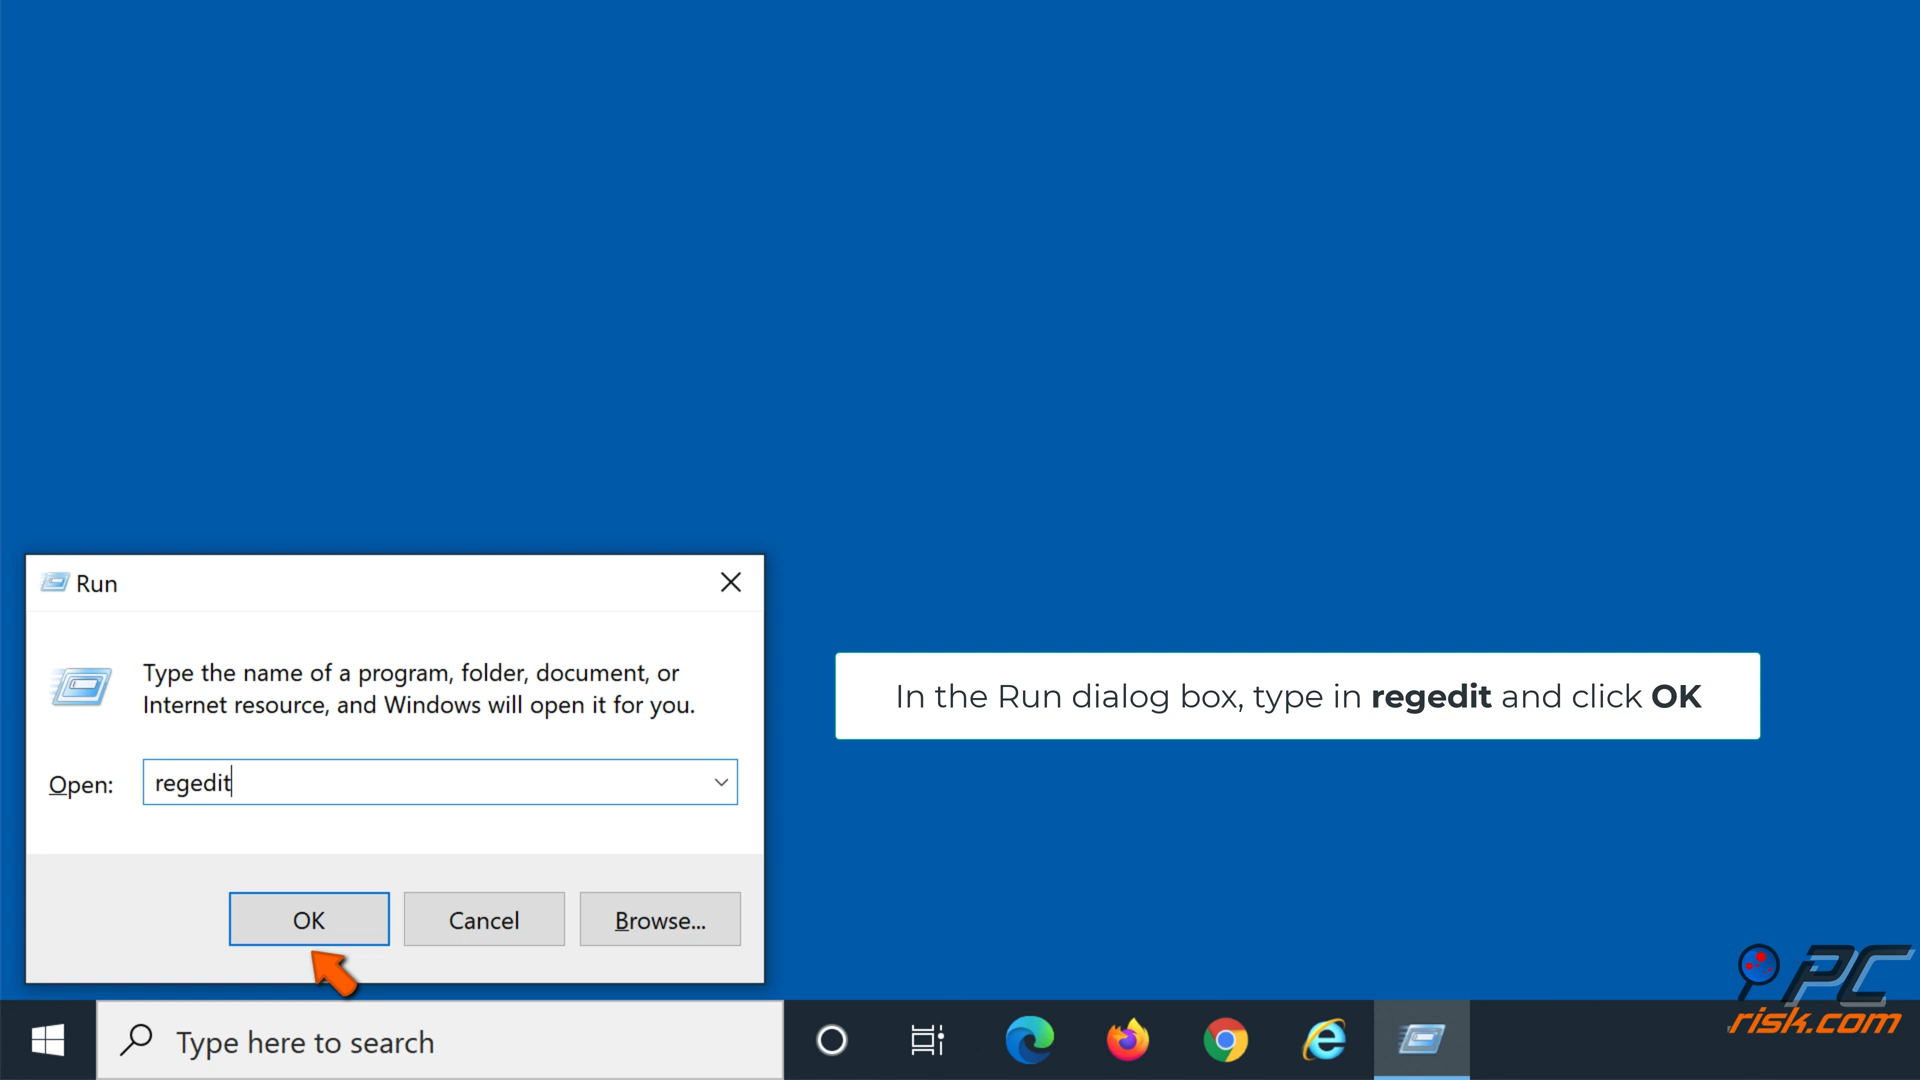 Run
Type the name of a program, folder, document, or
Internet resource, and Windows will open it for you.
Open:
regedit
OK
Cancel
Browse...
In the Run dialog box, type in regedit and click OK
Type here to search
PC
risk.com